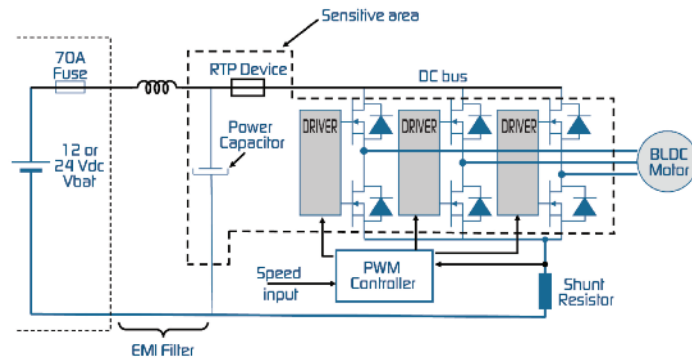 Sensitive area
70A
Fuse
RTP Device
DC bus
Power
Capacitor
DRIVER
DRIVER
DRIVER
12 or
24 Vdc
Vbat
BLDC
Motor
Speed
input
PWM
Controller
Shunt
Resistor
EMI Filter